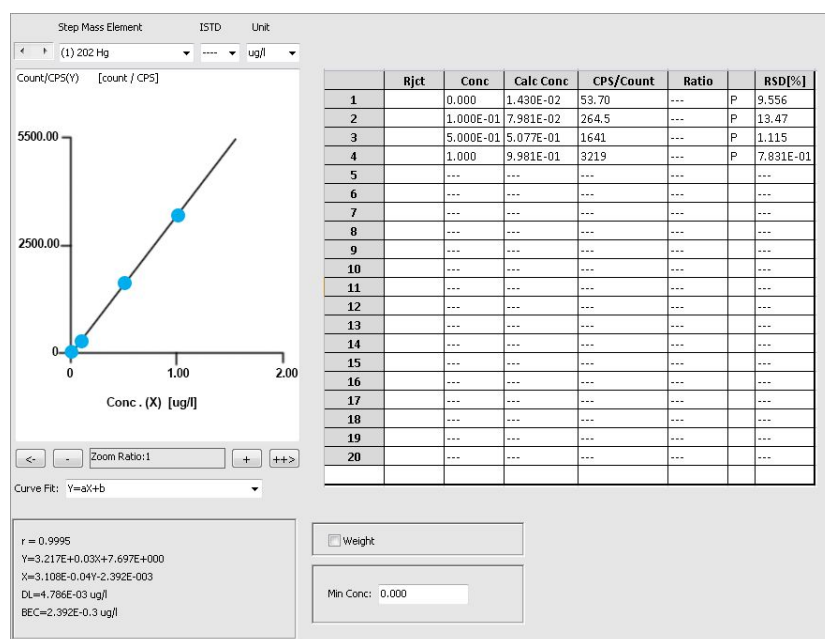 Step Mass Element ISTD Unit
(1) 202 Hg ---- ug/l
Count/CPS(Y) [count / CPS]
5500.00
2500.00
0
0 1.00 2.00
Conc . (X) [ug/l]
<- - Zoom Ratio:1 + ++>
Curve Fit: Y=aX+b
Rjct Conc Calc Conc CPS/Count Ratio RSD[%]
1 0.000 1.430E-02 53.70 --- P 9.556
2 1.000E-01 7.981E-02 264.5 --- P 13.47
3 5.000E-01 5.077E-01 1641 --- P 1.115
4 1.000 9.981E-01 3219 --- P 7.831E-01
5 --- --- --- --- ---
6 --- --- --- --- ---
7 --- --- --- --- ---
8 --- --- --- --- ---
9 --- --- --- --- ---
10 --- --- --- --- ---
11 --- --- --- --- ---
12 --- --- --- --- ---
13 --- --- --- --- ---
14 --- --- --- --- ---
15 --- --- --- --- ---
16 --- --- --- --- ---
17 --- --- --- --- ---
18 --- --- --- --- ---
19 --- --- --- --- ---
20 --- --- --- --- ---
r = 0.9995
Y=3.217E+0.03X+7.697E+000
X=3.108E-0.04Y-2.392E-003
DL=4.786E-03 ug/l
BEC=2.392E-0.3 ug/l
Weight
Min Conc: 0.000